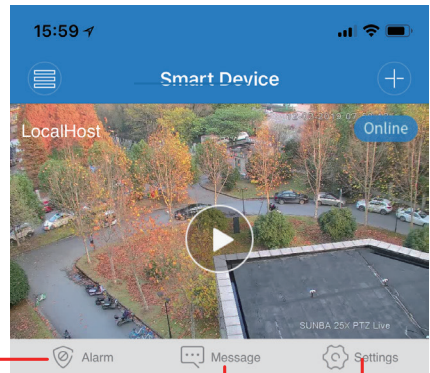 15:59
Smart Device
LocalHost
Online
SUNBA 25X PTZ Live
Alarm
Message
Settings